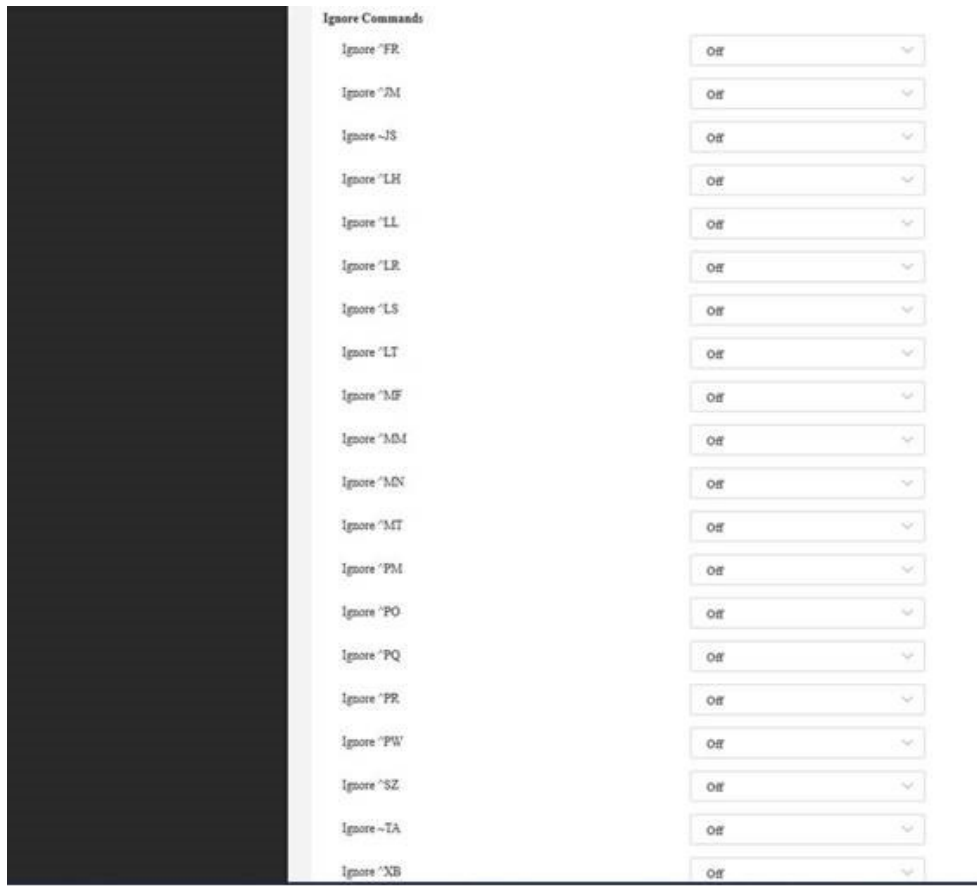 Ignore Commands
Ignore ^FR Off
Ignore ^JM Off
Ignore ~JS Off
Ignore ^LH Off
Ignore ^LL Off
Ignore ^LR Off
Ignore ^LS Off
Ignore ^LT Off
Ignore ^MF Off
Ignore ^MM Off
Ignore ^MN Off
Ignore ^MT Off
Ignore ^PM Off
Ignore ^PO Off
Ignore ^PQ Off
Ignore ^PR Off
Ignore ^PW Off
Ignore ^SZ Off
Ignore ~TA Off
Ignore ^XB Off